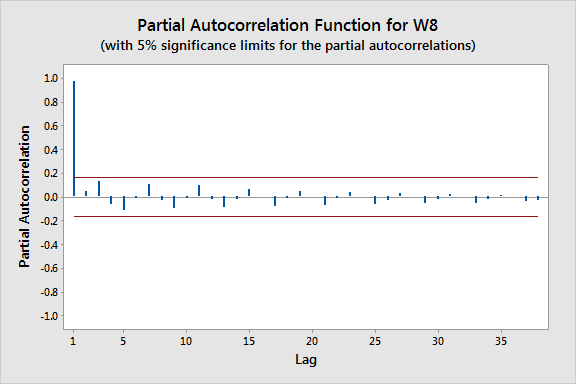 Partial Autocorrelation Function for W8
(with 5% significance limits for the partial autocorrelations)
Partial Autocorrelation
1.0
0.8
0.6
0.4
0.2
0.0
-0.2
-0.4
-0.6
-0.8
-1.0
1 5 10 15 20 25 30 35
Lag